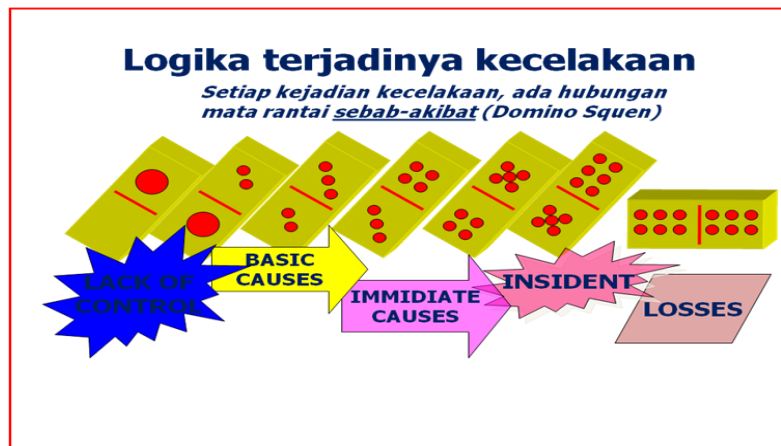 Logika terjadinya kecelakaan
Setiap kejadian kecelakaan, ada hubungan
mata rantai sebab-akibat (Domino Squen)
LACK OF
CONTROL
BASIC
CAUSES
IMMIDIATE
CAUSES
INSIDENT
LOSSES